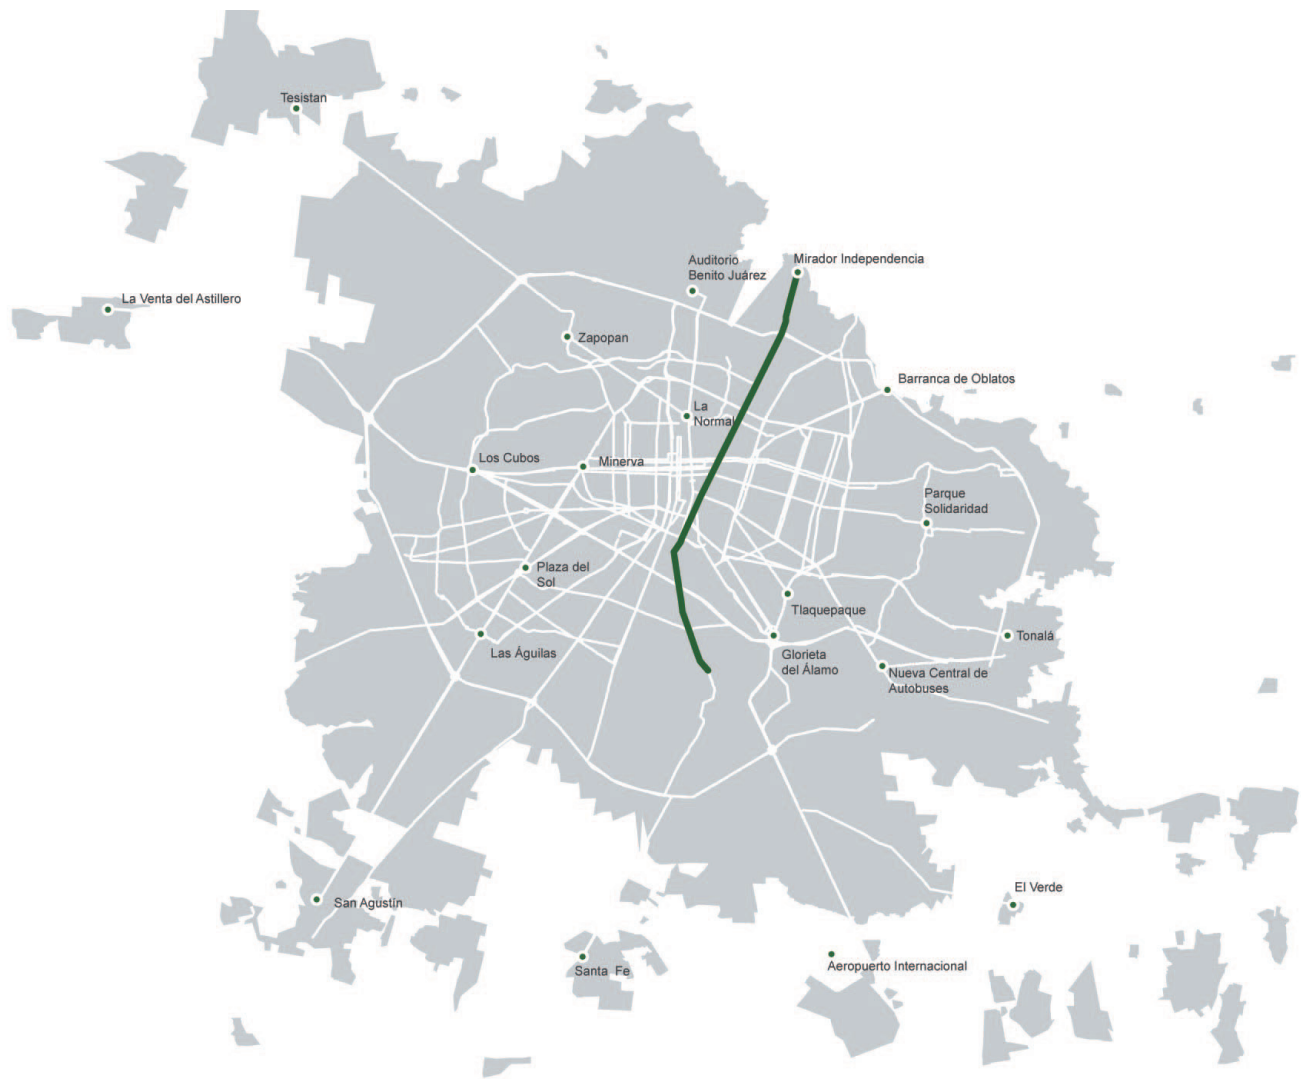 Tesistan
Auditorio
Benito Juárez
Mirador Independencia
La Venta del Astillero
Zapopan
Barranca de Oblatos
La
Normal
Los Cubos
Minerva
Parque
Solidaridad
Plaza del
Sol
Tlaquepaque
Tonalá
Las Águilas
Glorieta
del Álamo
Nueva Central de
Autobuses
El Verde
San Agustín
Santa Fe
Aeropuerto Internacional